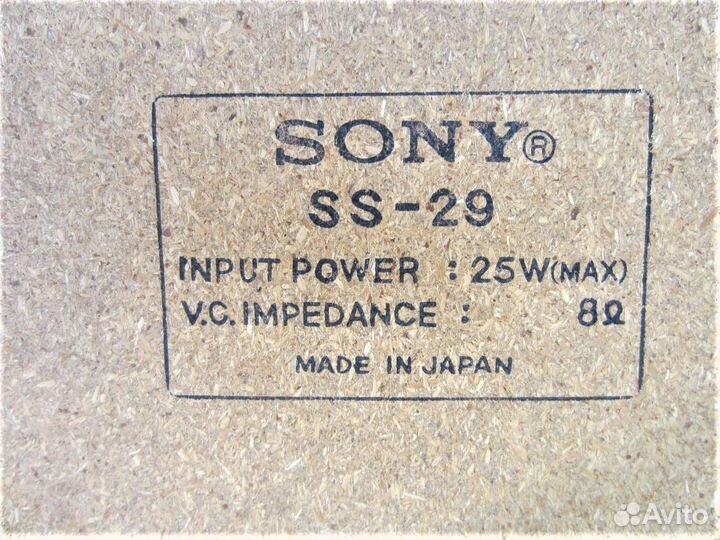 SONY®
SS-29
INPUT POWER : 25W(MAX)
V.C. IMPEDANCE : 8Ω
MADE IN JAPAN
Avito